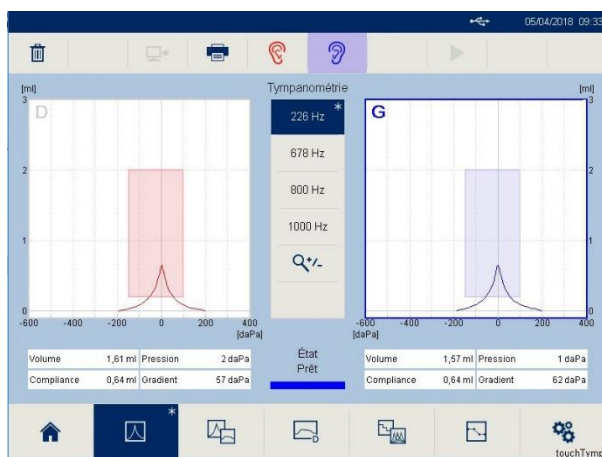 05/04/2018 09:33
[ml]
Tympanométrie
[ml]
3
D
2
1
0
-600 -400 -200 0 200 400
[daPa]
226 Hz *
678 Hz
800 Hz
1000 Hz
+/-
3
G
2
1
0
-600 -400 -200 0 200 400
[daPa]
Volume 1,61 ml Pression 2 daPa
Compliance 0,64 ml Gradient 57 daPa
État
Prêt
Volume 1,57 ml Pression 1 daPa
Compliance 0,64 ml Gradient 62 daPa
*
D
touchTymp